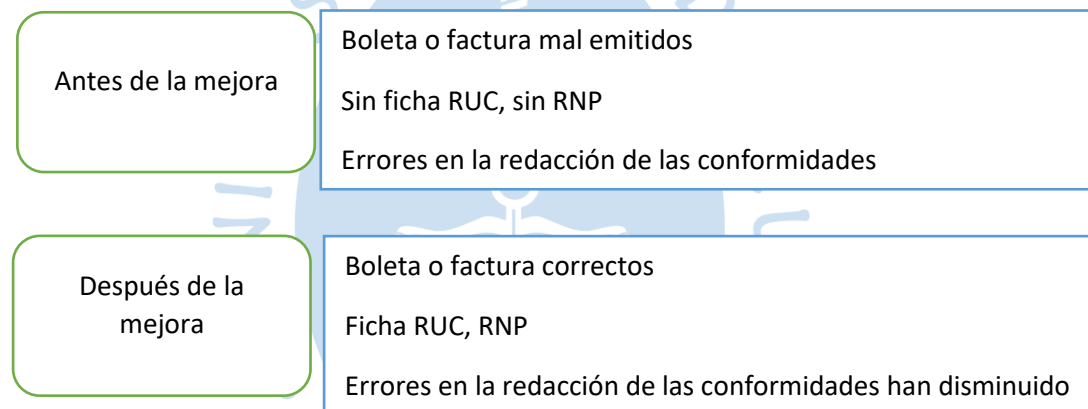 Antes de la mejora
Boleta o factura mal emitidos
Sin ficha RUC, sin RNP
Errores en la redacción de las conformidades
Después de la
mejora
Boleta o factura correctos
Ficha RUC, RNP
Errores en la redacción de las conformidades han disminuido